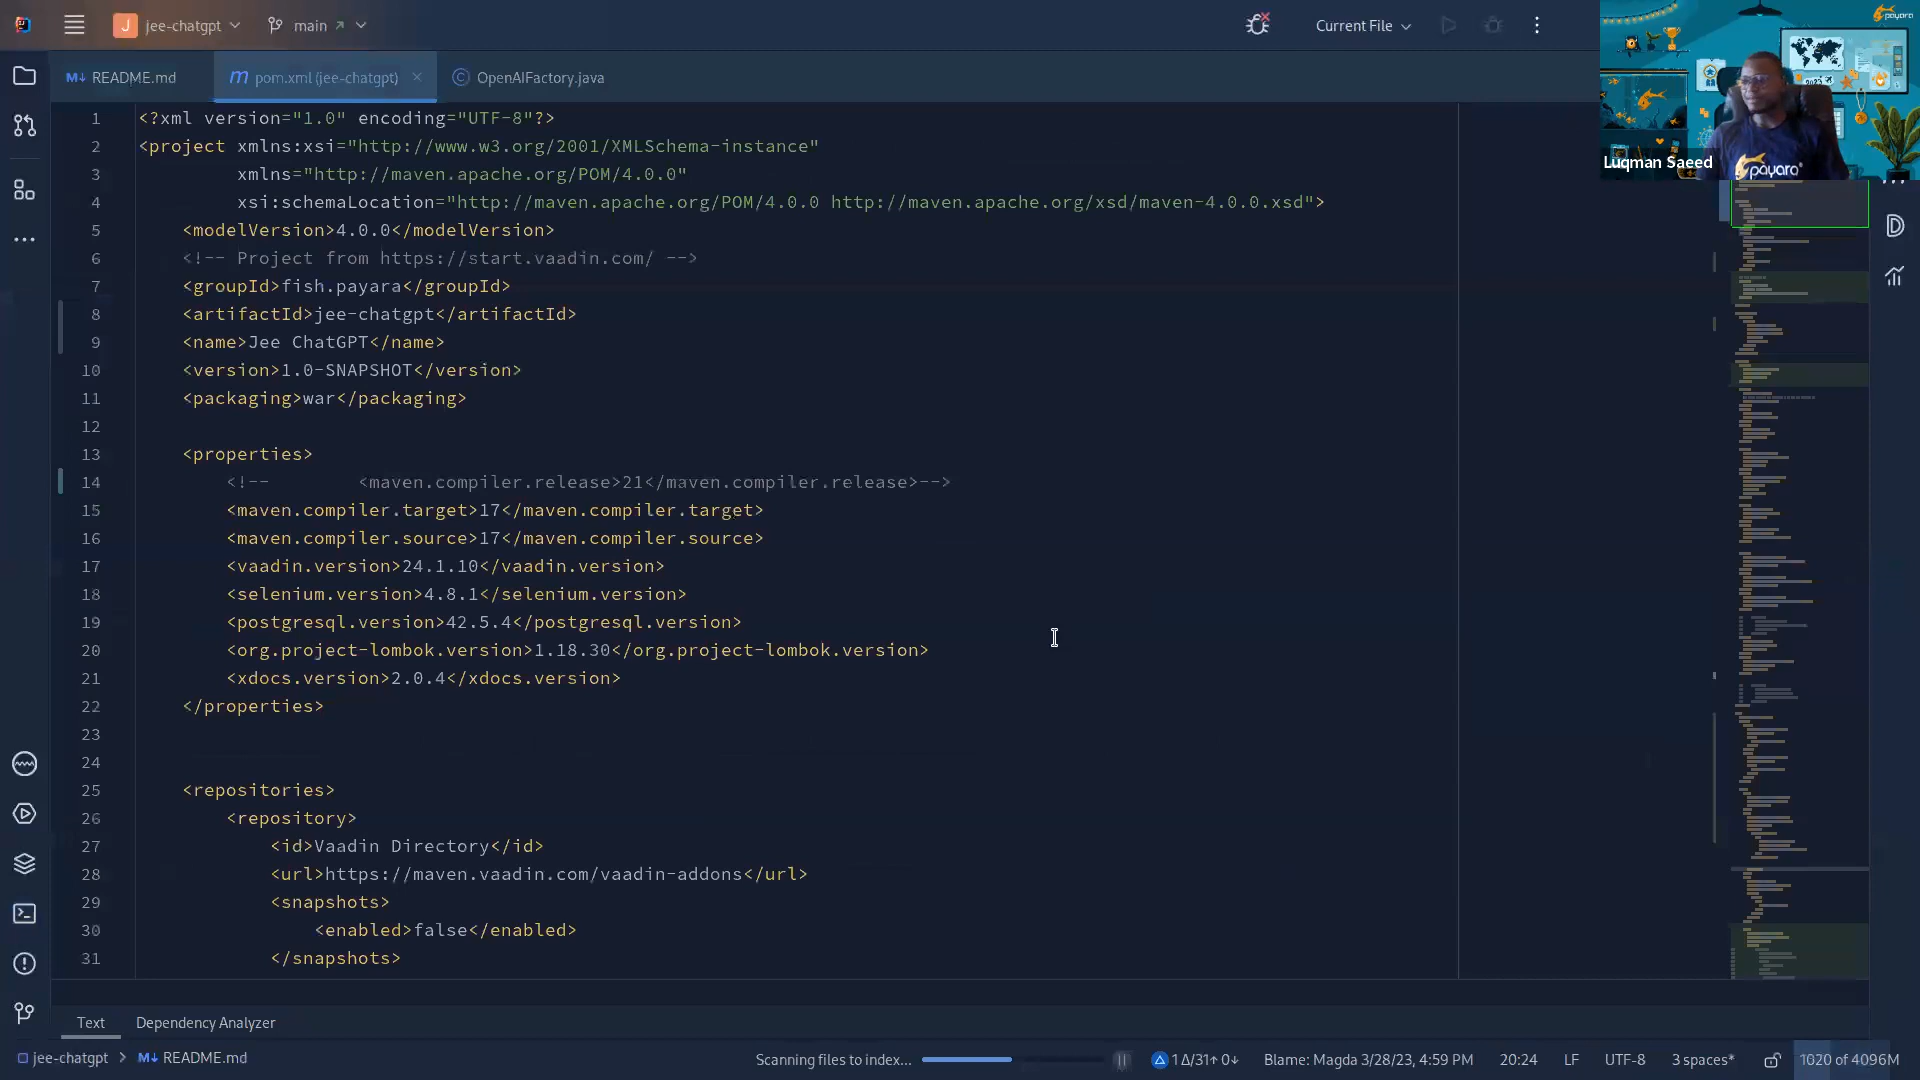 jee-chatgpt
main
Current File
README.md
pom.xml (jee-chatgpt)
OpenAIFactory.java
Luqman Saeed
payara
1 <?xml version="1.0" encoding="UTF-8"?>
2 <project xmlns:xsi="http://www.w3.org/2001/XMLSchema-instance"
3 xmlns="http://maven.apache.org/POM/4.0.0"
4 xsi:schemaLocation="http://maven.apache.org/POM/4.0.0 http://maven.apache.org/xsd/maven-4.0.0.xsd">
5 <modelVersion>4.0.0</modelVersion>
6 <!-- Project from https://start.vaadin.com/ -->
7 <groupId>fish.payara</groupId>
8 <artifactId>jee-chatgpt</artifactId>
9 <name>Jee ChatGPT</name>
10 <version>1.0-SNAPSHOT</version>
11 <packaging>war</packaging>
12
13 <properties>
14 <!-- <maven.compiler.release>21</maven.compiler.release>-->
15 <maven.compiler.target>17</maven.compiler.target>
16 <maven.compiler.source>17</maven.compiler.source>
17 <vaadin.version>24.1.10</vaadin.version>
18 <selenium.version>4.8.1</selenium.version>
19 <postgresql.version>42.5.4</postgresql.version>
20 <org.project-lombok.version>1.18.30</org.project-lombok.version>
21 <xdocs.version>2.0.4</xdocs.version>
22 </properties>
23
24
25 <repositories>
26 <repository>
27 <id>Vaadin Directory</id>
28 <url>https://maven.vaadin.com/vaadin-addons</url>
29 <snapshots>
30 <enabled>false</enabled>
31 </snapshots>
Text
Dependency Analyzer
jee-chatgpt
README.md
Scanning files to index...
1 Δ/31↑ 0↓
Blame: Magda 3/28/23, 4:59 PM
20:24
LF
UTF-8
3 spaces*
1020 of 4096M